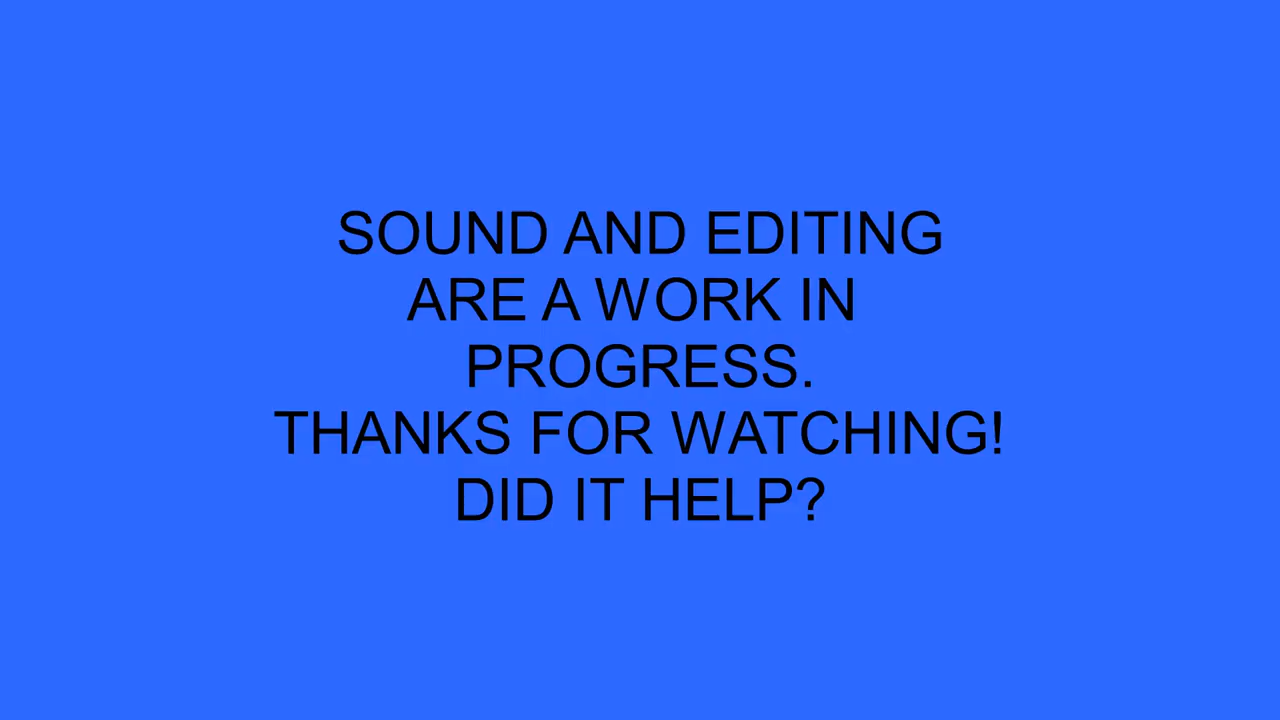 SOUND AND EDITING
ARE A WORK IN
PROGRESS.
THANKS FOR WATCHING!
DID IT HELP?